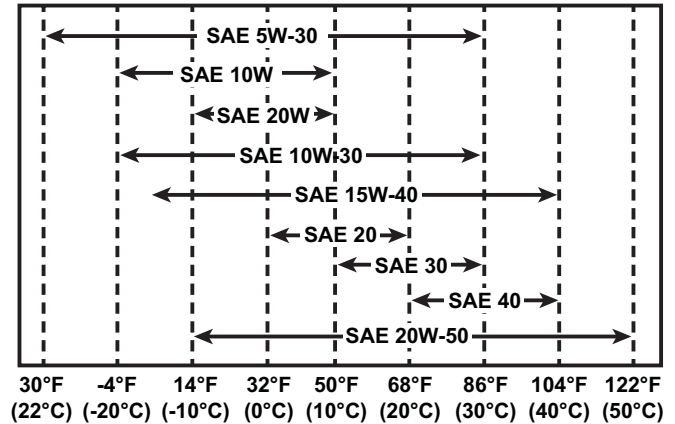 SAE 5W-30
SAE 10W
SAE 20W
SAE 10W-30
SAE 15W-40
SAE 20
SAE 30
SAE 40
SAE 20W-50
30°F -4°F 14°F 32°F 50°F 68°F 86°F 104°F 122°F
(22°C) (-20°C) (-10°C) (0°C) (10°C) (20°C) (30°C) (40°C) (50°C)